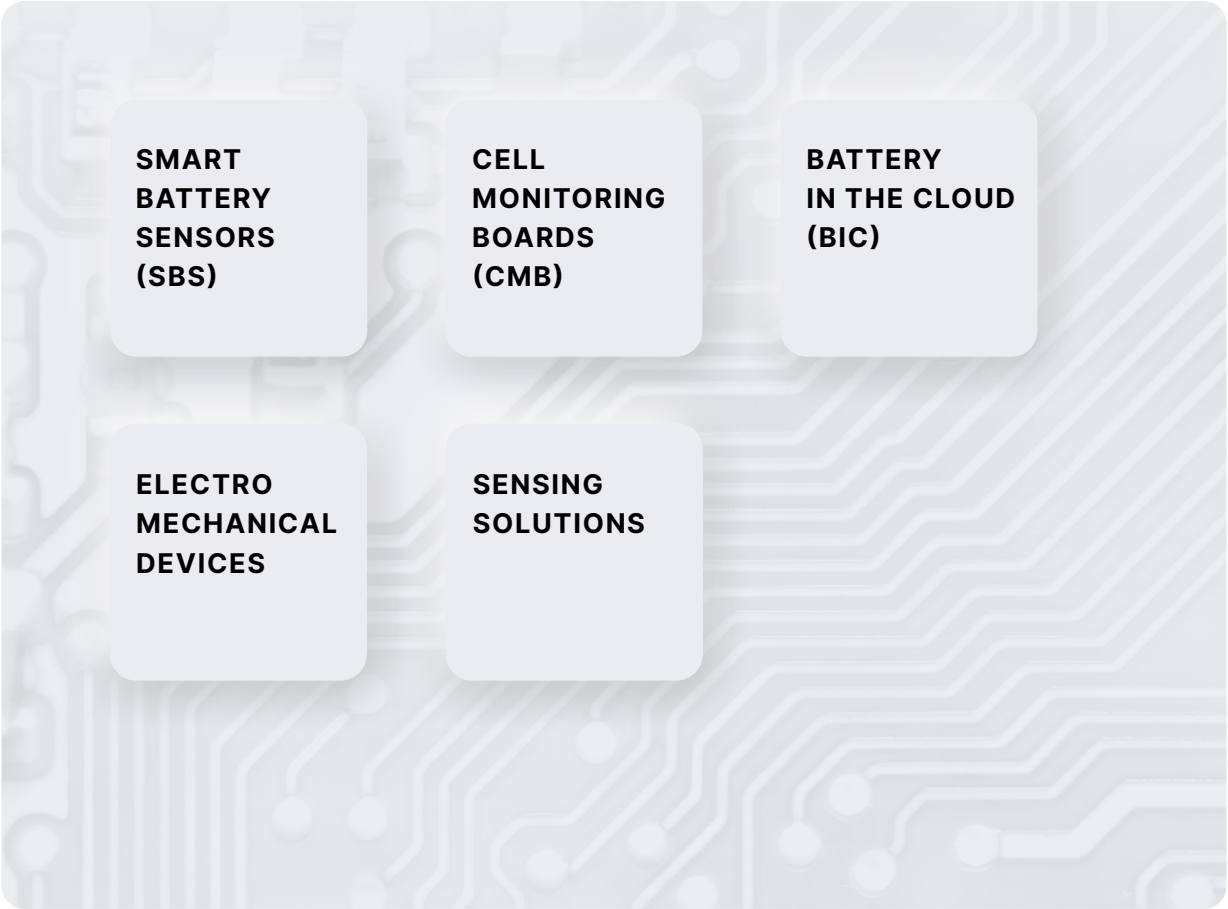 SMART
BATTERY
SENSORS
(SBS)
CELL
MONITORING
BOARDS
(CMB)
BATTERY
IN THE CLOUD
(BIC)
ELECTRO
MECHANICAL
DEVICES
SENSING
SOLUTIONS